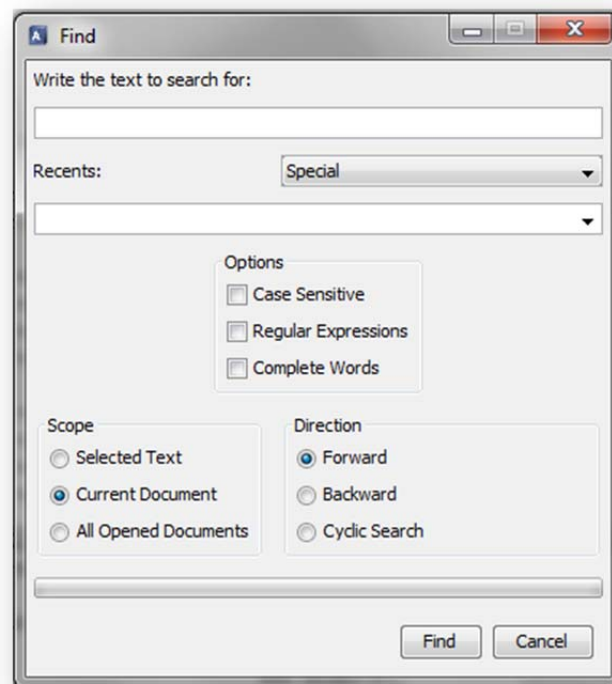 Find
Write the text to search for:
Recents: Special
Options
Case Sensitive
Regular Expressions
Complete Words
Scope
Selected Text
Current Document
All Opened Documents
Direction
Forward
Backward
Cyclic Search
Find Cancel